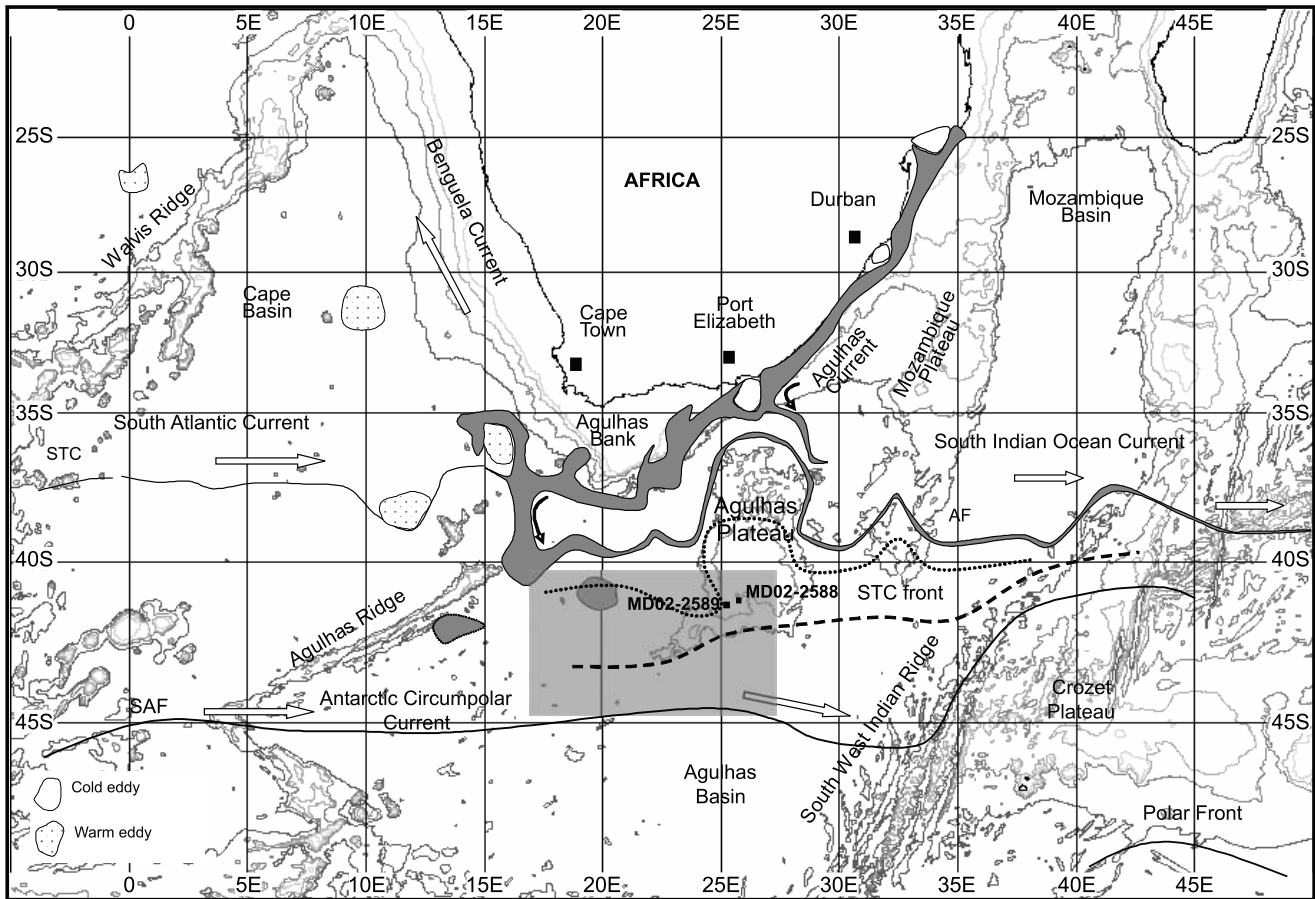 0 5E 10E 15E 20E 25E 30E 35E 40E 45E
25S 25S
Benguela Current
AFRICA
Walvis Ridge
Durban
Mozambique
Basin
30S 30S
Cape
Basin
Cape
Town
Port
Elizabeth
Agulhas
Current
Mozambique
Plateau
35S 35S
South Atlantic Current
Agulhas
Bank
South Indian Ocean Current
STC
Agulhas
Plateau
AF
40S 40S
MD02-2589
MD02-2588
STC front
Agulhas Ridge
South West Indian Ridge
SAF
Antarctic Circumpolar
Current
Crozet
Plateau
45S 45S
Agulhas
Basin
Cold eddy
Warm eddy
Polar Front
0 5E 10E 15E 20E 25E 30E 35E 40E 45E